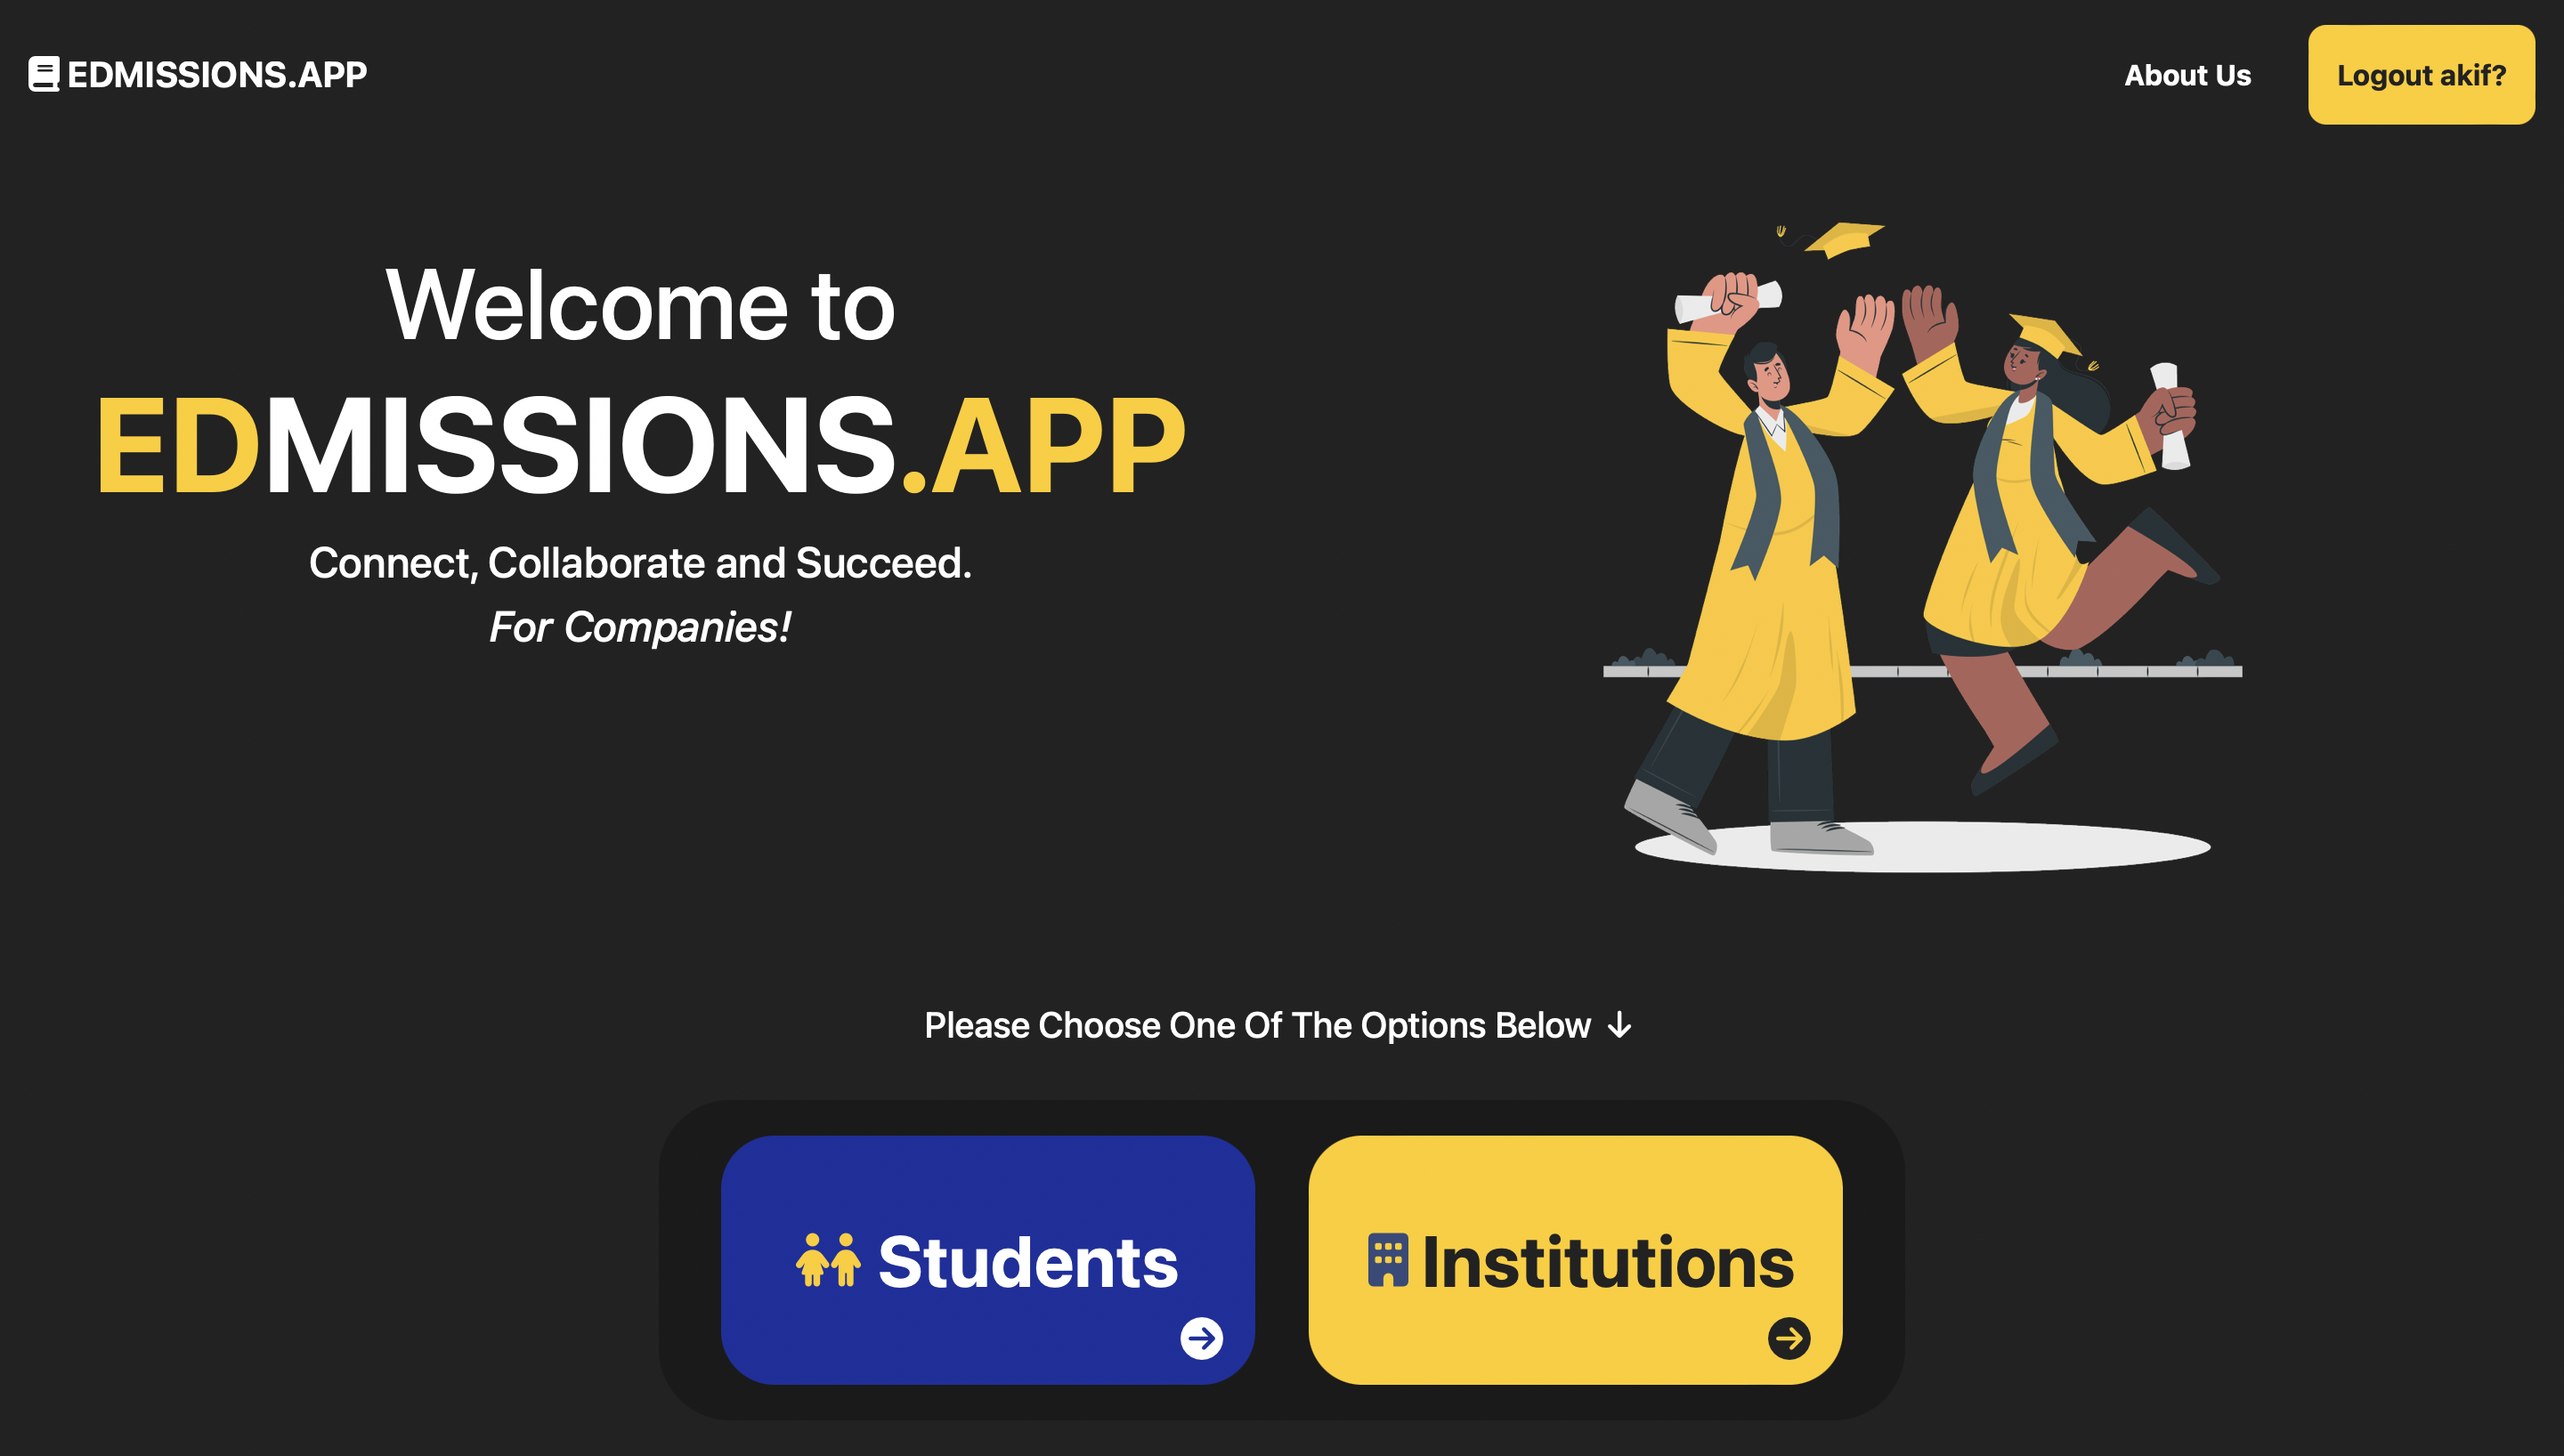 EDMISSIONS.APP
About Us
Logout akif?
Welcome to
EDMISSIONS.APP
Connect, Collaborate and Succeed.
For Companies!
Please Choose One Of The Options Below ↓
Students
Institutions